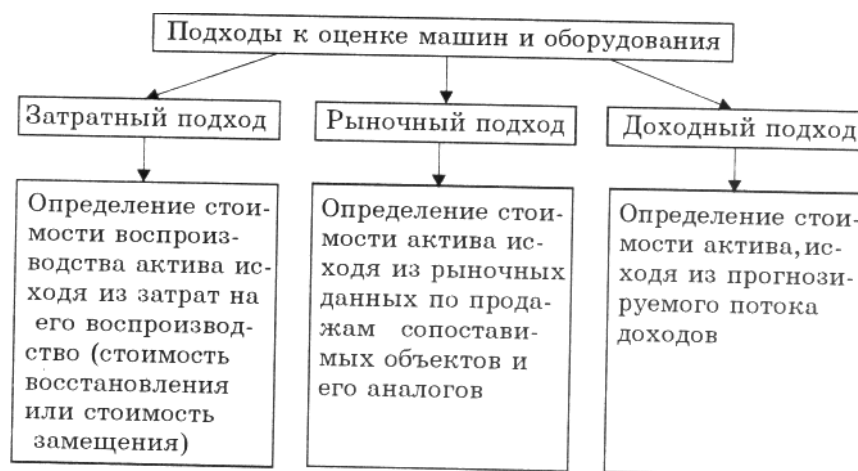 Подходы к оценке машин и оборудования
Затратный подход
Рыночный подход
Доходный подход
Определение стои-
мости воспроиз-
водства актива ис-
ходя из затрат на
его воспроизвод-
ство (стоимость
восстановления
или стоимость
замещения)
Определение стои-
мости актива ис-
ходя из рыночных
данных по прода-
жам сопостави-
мых объектов и
его аналогов
Определение стои-
мости актива, ис-
ходя из прогнози-
руемого потока
доходов